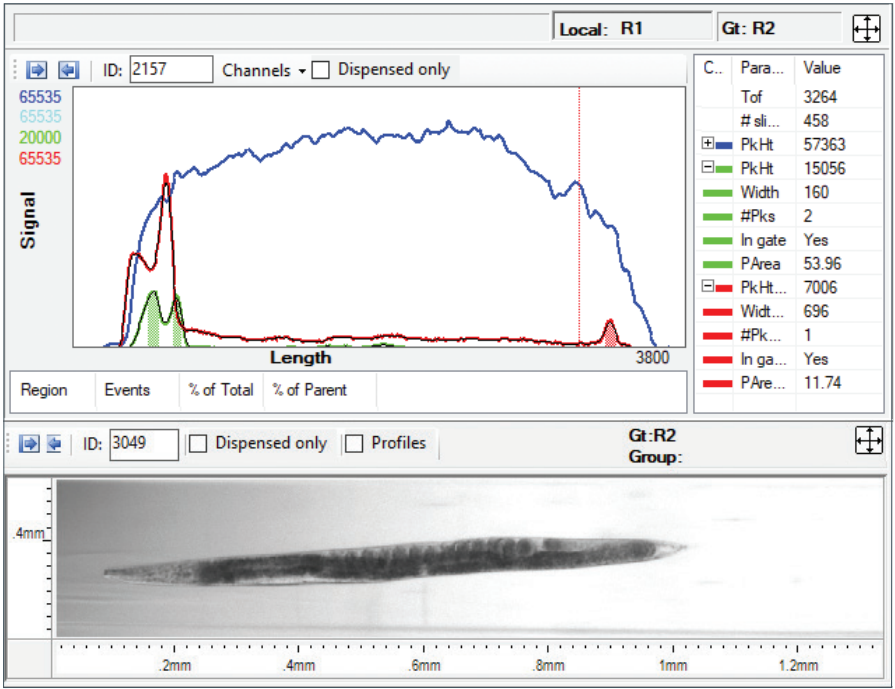 Local: R1 Gt: R2
ID: 2157 Channels Dispensed only
65535
65535
20000
65535
Signal
Length 3800
C.. Para... Value
Tof 3264
# sli... 458
PkHt 57363
PkHt 15056
Width 160
#Pks 2
In gate Yes
PArea 53.96
PkHt... 7006
Widt... 696
#Pk... 1
In ga... Yes
PAre... 11.74
Region Events % of Total % of Parent
ID: 3049 Dispensed only Profiles
Gt:R2
Group:
.4mm
.2mm .4mm .6mm .8mm 1mm 1.2mm